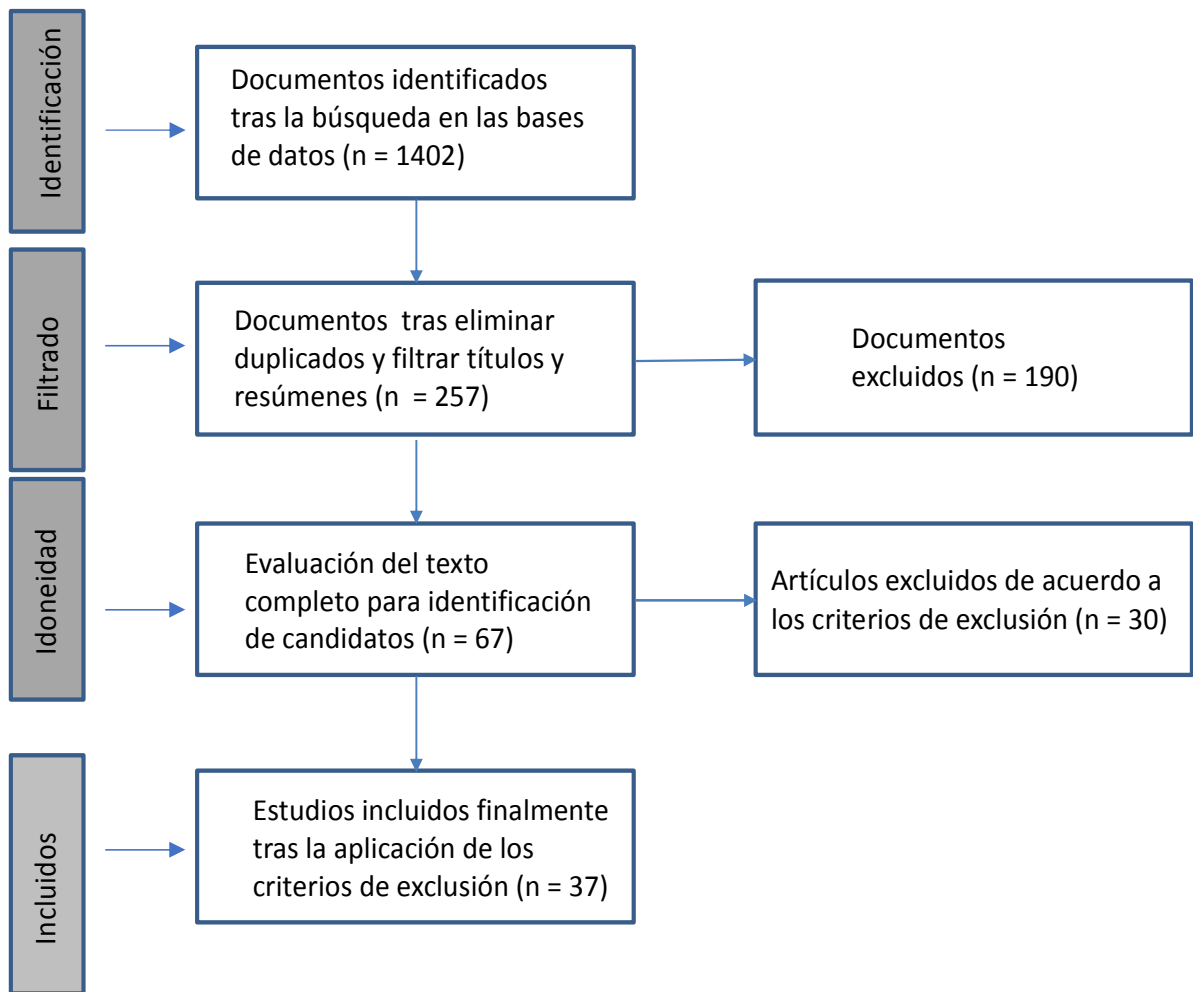 Identificación
Documentos identificados
tras la búsqueda en las bases
de datos (n = 1402)
Filtrado
Documentos  tras eliminar
duplicados y filtrar títulos y
resúmenes (n  = 257)
Documentos
excluidos (n = 190)
Idoneidad
Evaluación del texto
completo para identificación
de candidatos (n = 67)
Artículos excluidos de acuerdo a
los criterios de exclusión (n = 30)
Incluidos
Estudios incluidos finalmente
tras la aplicación de los
criterios de exclusión (n = 37)